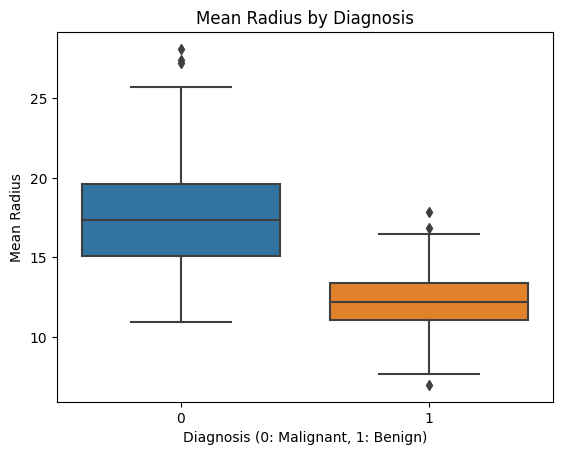 Mean Radius by Diagnosis
25
20
15
10
Mean Radius
0
1
Diagnosis (0: Malignant, 1: Benign)